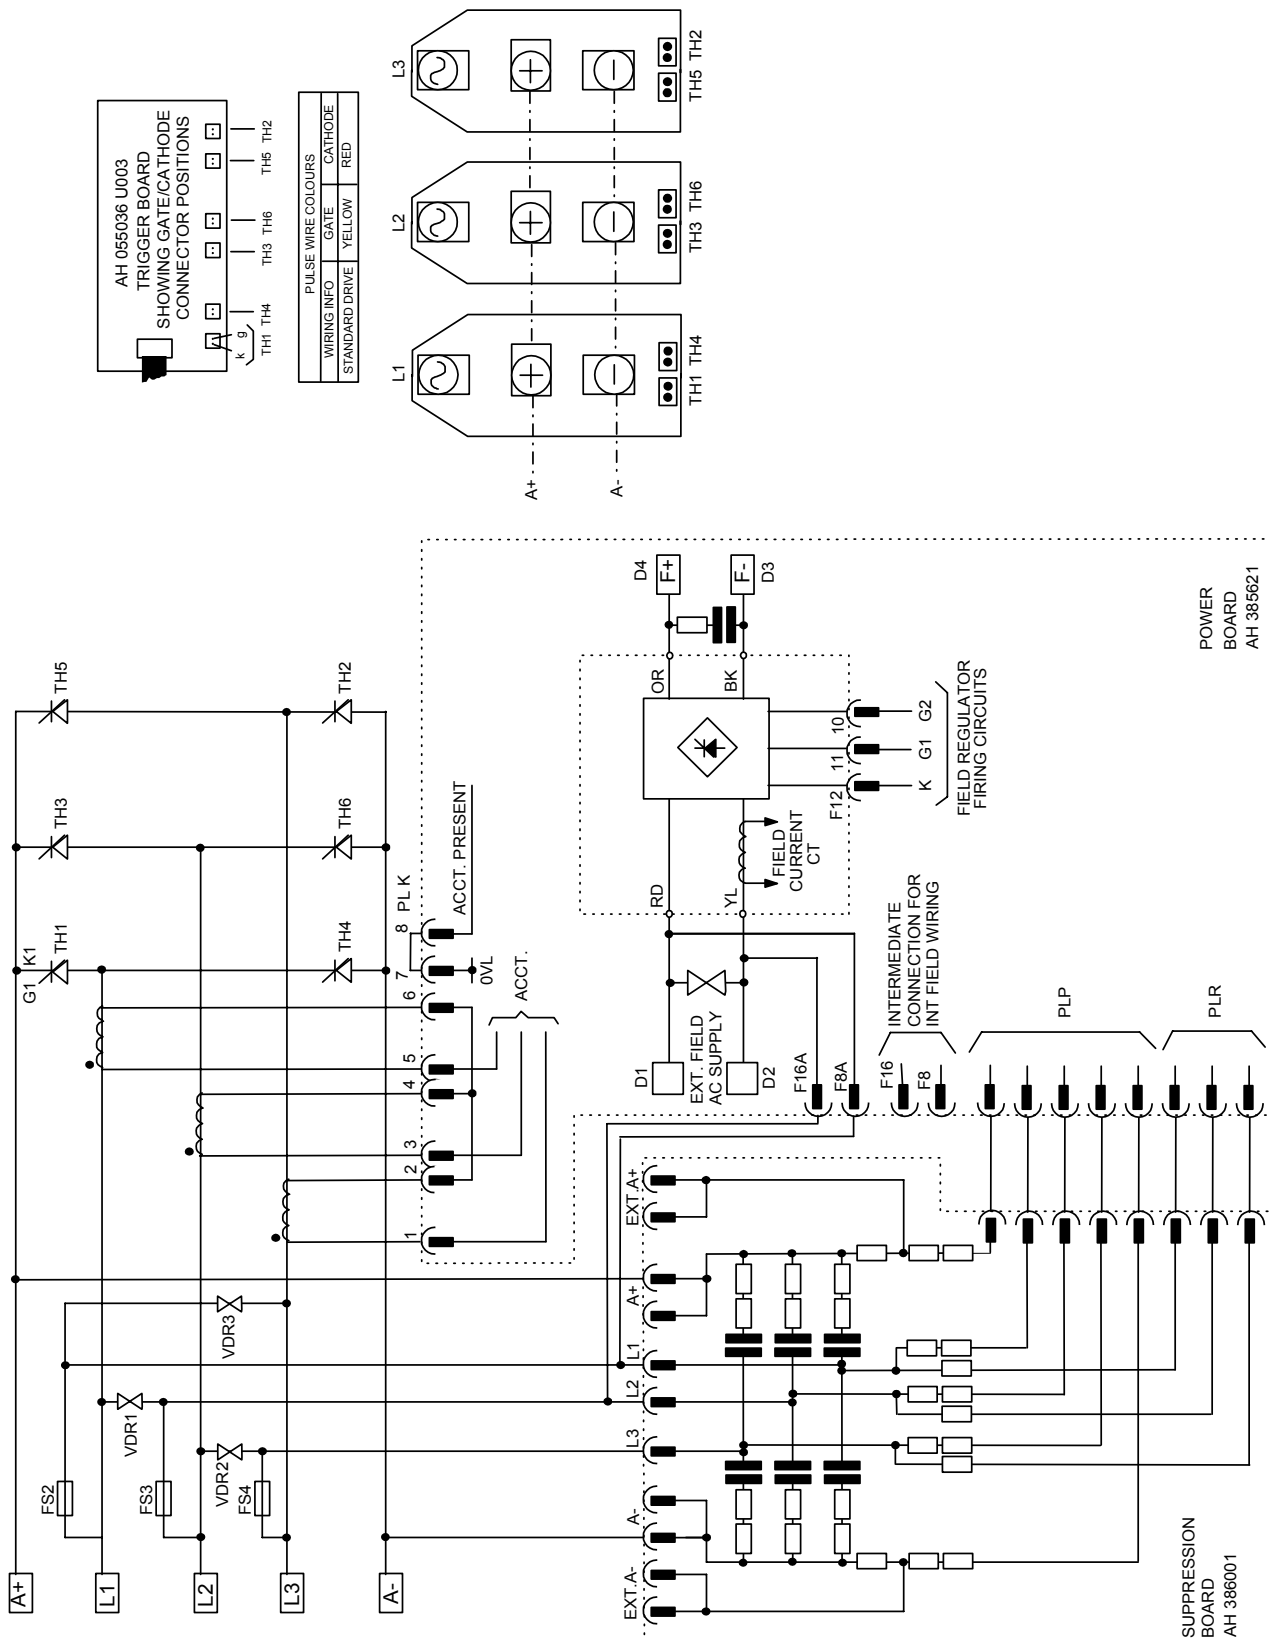 A+
L1
L2
L3
A-
FS2
FS3
FS4
VDR1
VDR2
VDR3
G1 K1
TH1
TH3
TH5
TH4
TH6
TH2
1
2
3
4
5
6
7
8
PL K
0VL
ACCT.
ACCT. PRESENT
EXT.A-
A-
L3
L2
L1
A+
EXT.A+
SUPPRESSION
BOARD
AH 386001
D1
EXT. FIELD
AC SUPPLY
D2
F16A
F8A
F16
F8
INTERMEDIATE
CONNECTION FOR
INT FIELD WIRING
PLP
PLR
RD
YL
FIELD
CURRENT
CT
OR
BK
D4
F+
F-
D3
F12
11
10
K
G1
G2
FIELD REGULATOR
FIRING CIRCUITS
POWER
BOARD
AH 385621
AH 055036 U003
TRIGGER BOARD
SHOWING GATE/CATHODE
CONNECTOR POSITIONS
k g
TH1 TH4 TH3 TH6 TH5 TH2
PULSE WIRE COLOURS
WIRING INFO GATE CATHODE
STANDARD DRIVE YELLOW RED
L1
L2
L3
A+
A-
TH1 TH4
TH3 TH6
TH5 TH2